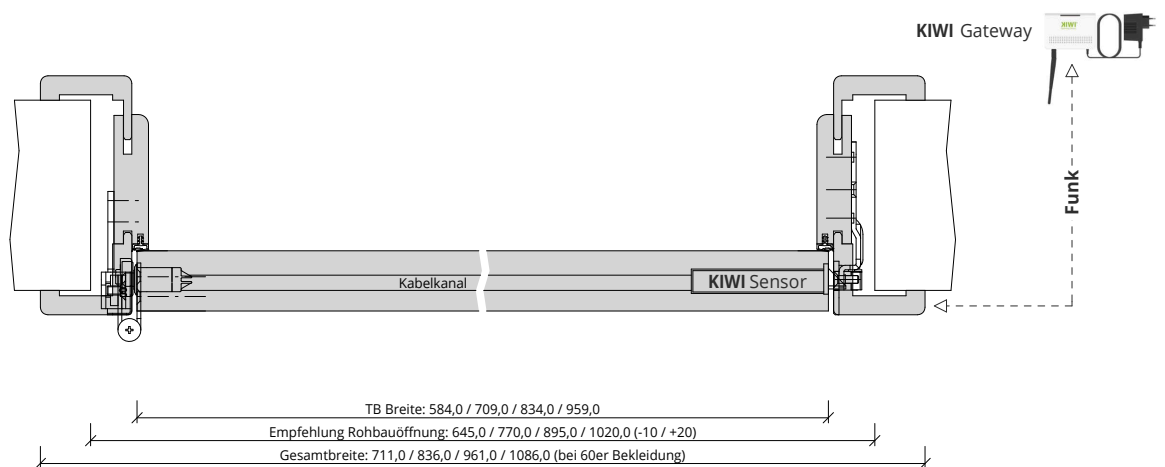 KIWI Gateway
KIWI
Funk
Kabelkanal
KIWI Sensor
TB Breite: 584,0 / 709,0 / 834,0 / 959,0
Empfehlung Rohbauöffnung: 645,0 / 770,0 / 895,0 / 1020,0 (-10 / +20)
Gesamtbreite: 711,0 / 836,0 / 961,0 / 1086,0 (bei 60er Bekleidung)